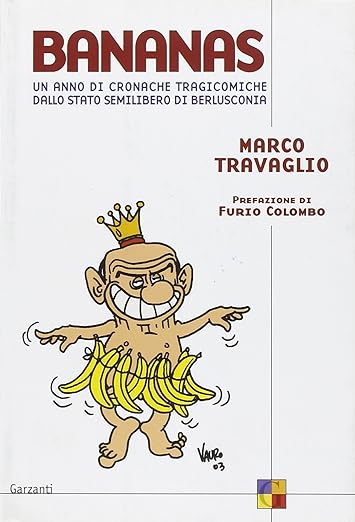 BANANAS
UN ANNO DI CRONACHE TRAGICOMICHE
DALLO STATO SEMILIBERO DI BERLUSCONIA
MARCO
TRAVAGLIO
PREFAZIONE DI
FURIO COLOMBO
VAURO
03
Garzanti
G